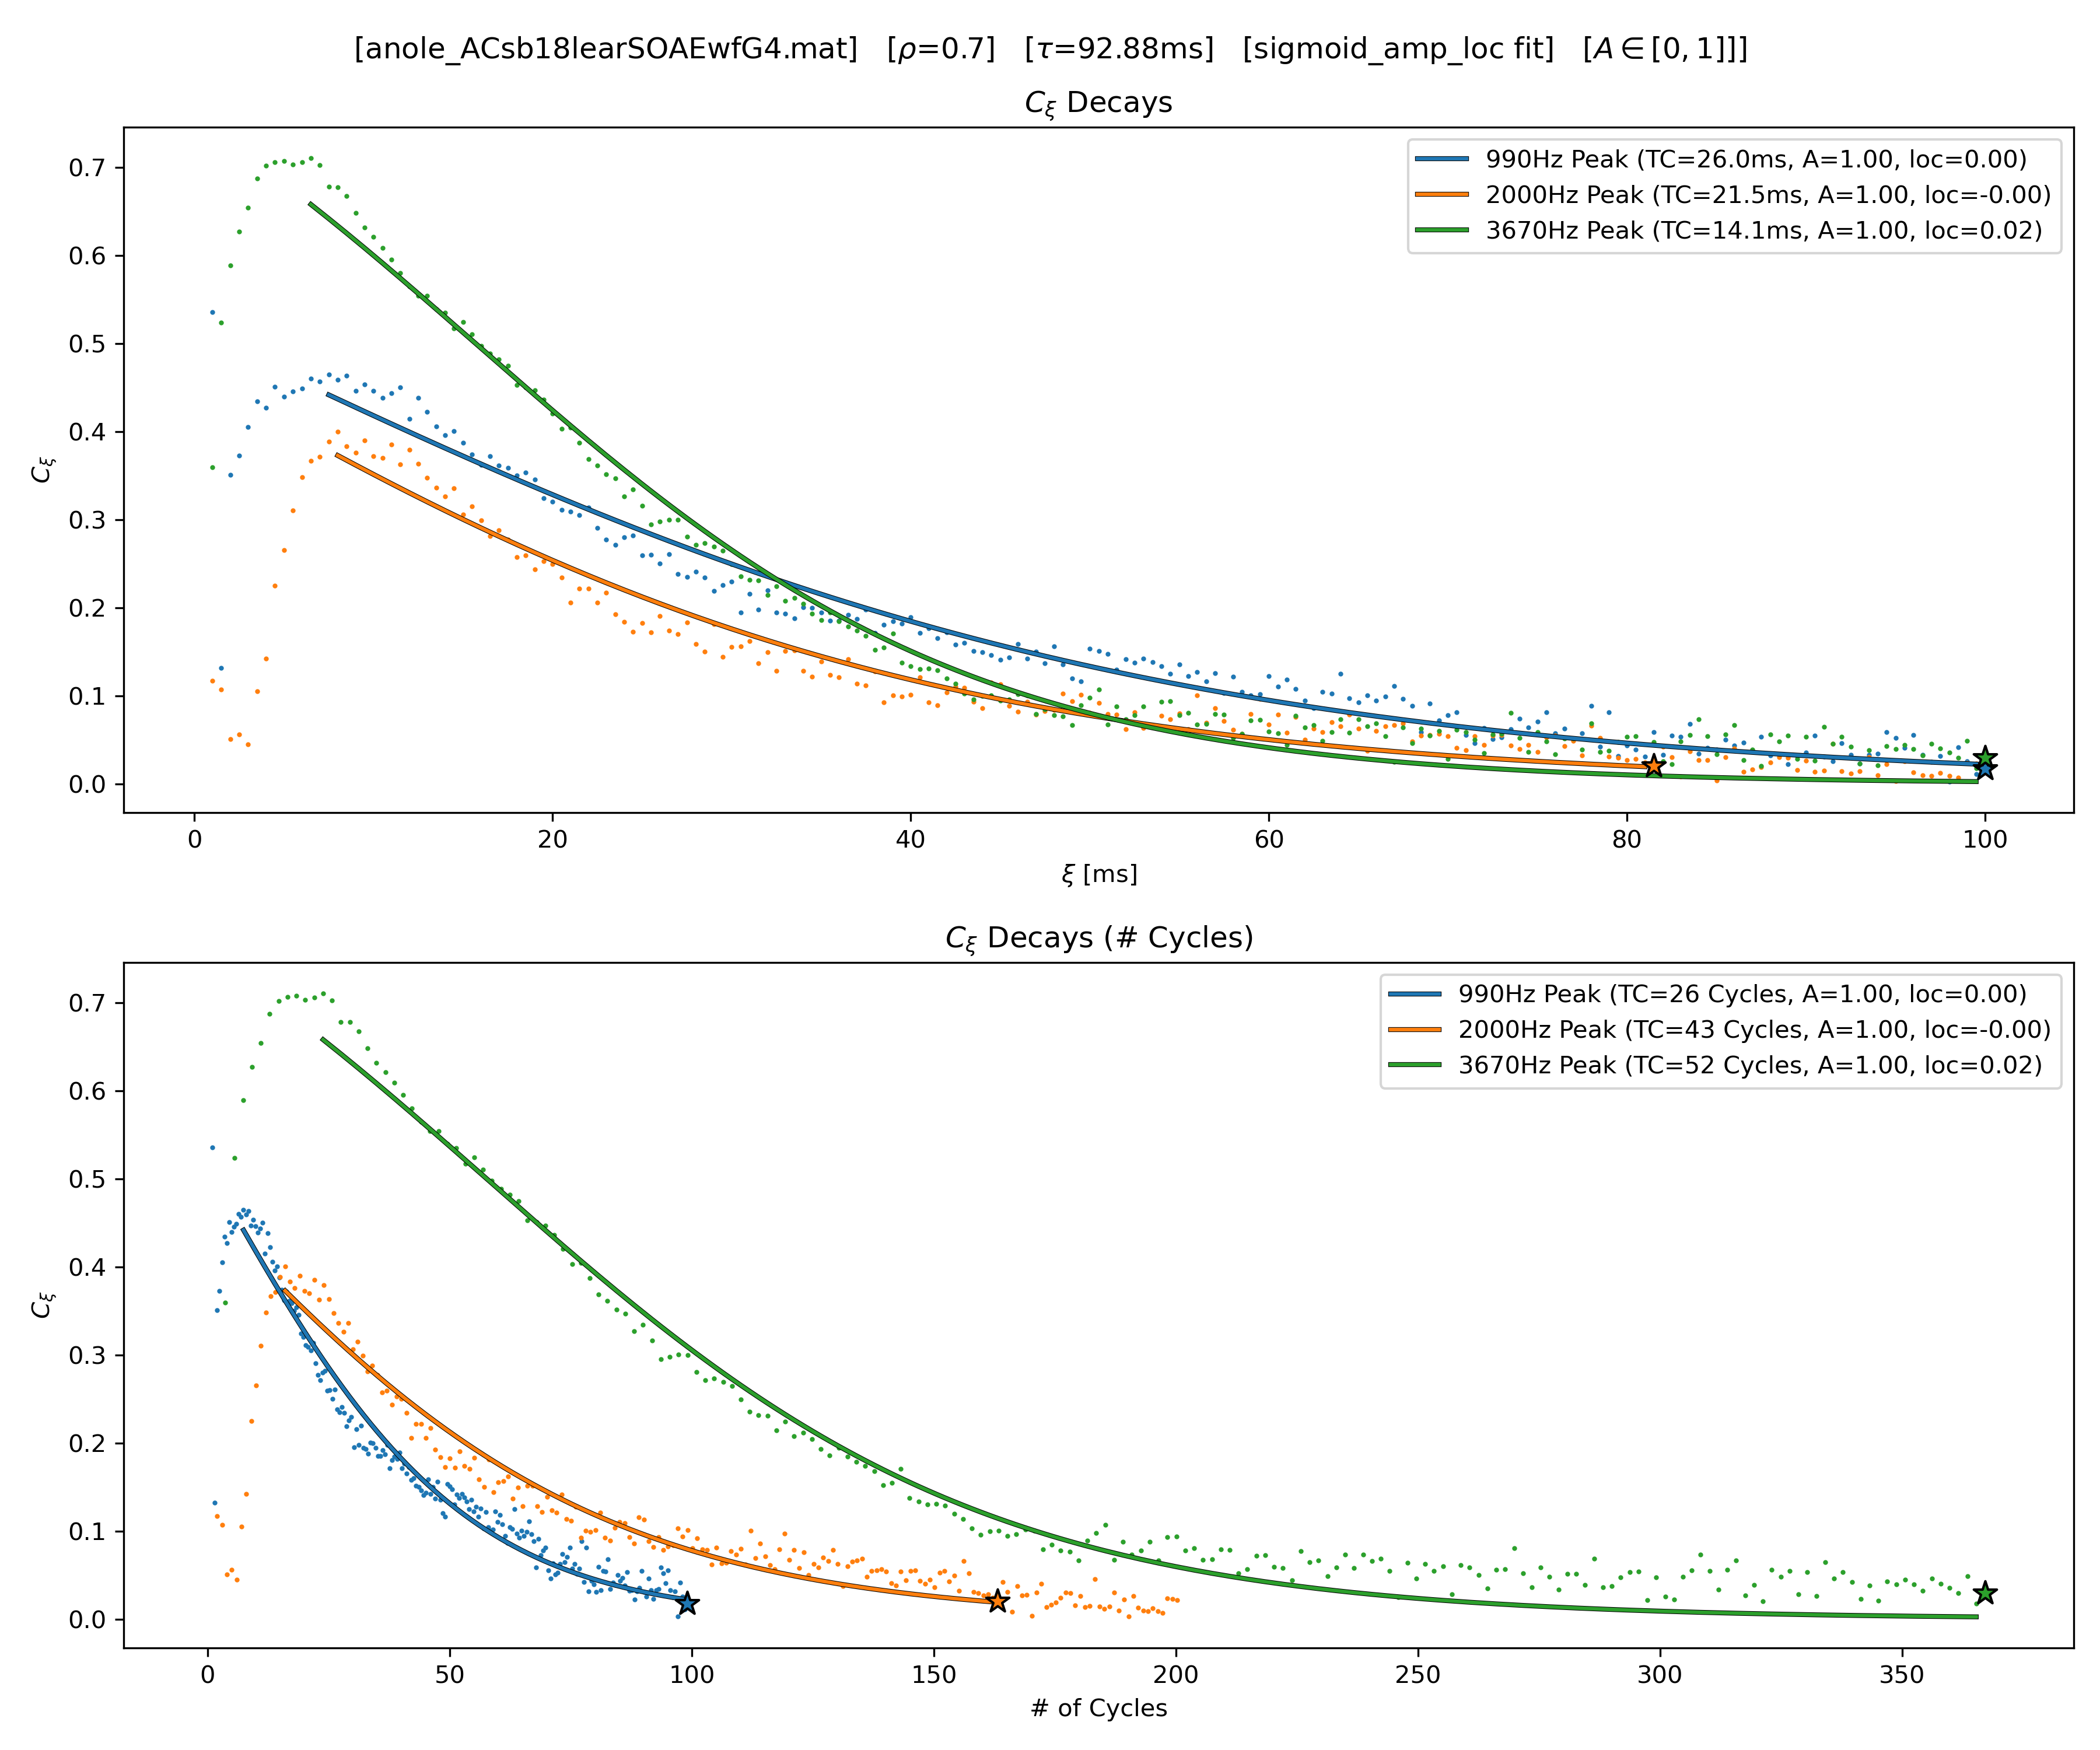 [anole_ACsb18learSOAEwfG4.mat] [ρ=0.7] [τ=92.88ms] [sigmoid_amp_loc fit] [A ∈ [0, 1]]]
Cξ Decays
990Hz Peak (TC=26.0ms, A=1.00, loc=0.00)
2000Hz Peak (TC=21.5ms, A=1.00, loc=-0.00)
3670Hz Peak (TC=14.1ms, A=1.00, loc=0.02)
0.7
0.6
0.5
0.4
0.3
0.2
0.1
0.0
Cξ
0 20 40 60 80 100
ξ [ms]
Cξ Decays (# Cycles)
990Hz Peak (TC=26 Cycles, A=1.00, loc=0.00)
2000Hz Peak (TC=43 Cycles, A=1.00, loc=-0.00)
3670Hz Peak (TC=52 Cycles, A=1.00, loc=0.02)
0.7
0.6
0.5
0.4
0.3
0.2
0.1
0.0
Cξ
0 50 100 150 200 250 300 350
# of Cycles